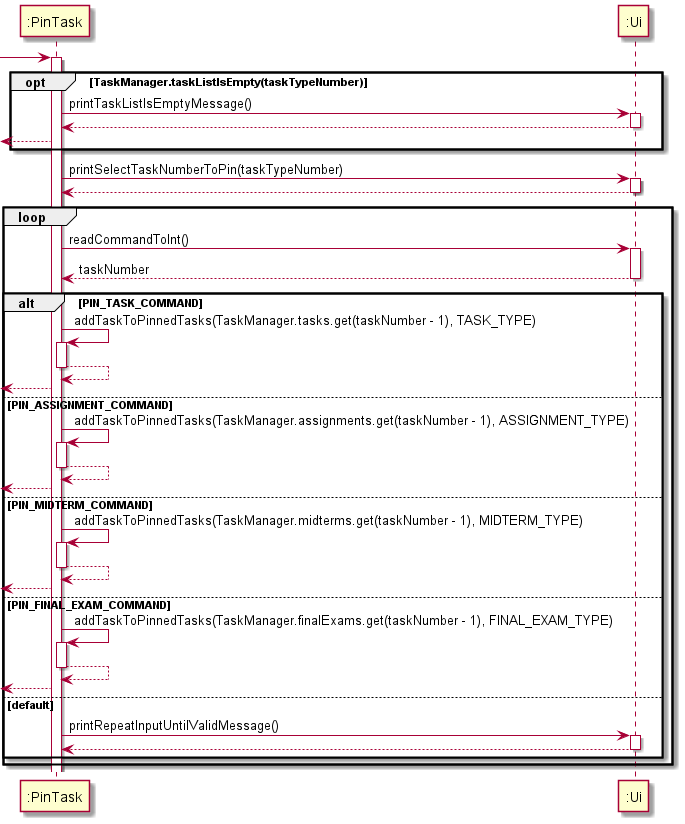 :PinTask
:Ui
opt
[TaskManager.taskListIsEmpty(taskTypeNumber)]
printTaskListIsEmptyMessage()
printSelectTaskNumberToPin(taskTypeNumber)
loop
readCommandToInt()
taskNumber
alt
[PIN_TASK_COMMAND]
addTaskToPinnedTasks(TaskManager.tasks.get(taskNumber - 1), TASK_TYPE)
[PIN_ASSIGNMENT_COMMAND]
addTaskToPinnedTasks(TaskManager.assignments.get(taskNumber - 1), ASSIGNMENT_TYPE)
[PIN_MIDTERM_COMMAND]
addTaskToPinnedTasks(TaskManager.midterms.get(taskNumber - 1), MIDTERM_TYPE)
[PIN_FINAL_EXAM_COMMAND]
addTaskToPinnedTasks(TaskManager.finalExams.get(taskNumber - 1), FINAL_EXAM_TYPE)
[default]
printRepeatInputUntilValidMessage()
:PinTask
:Ui